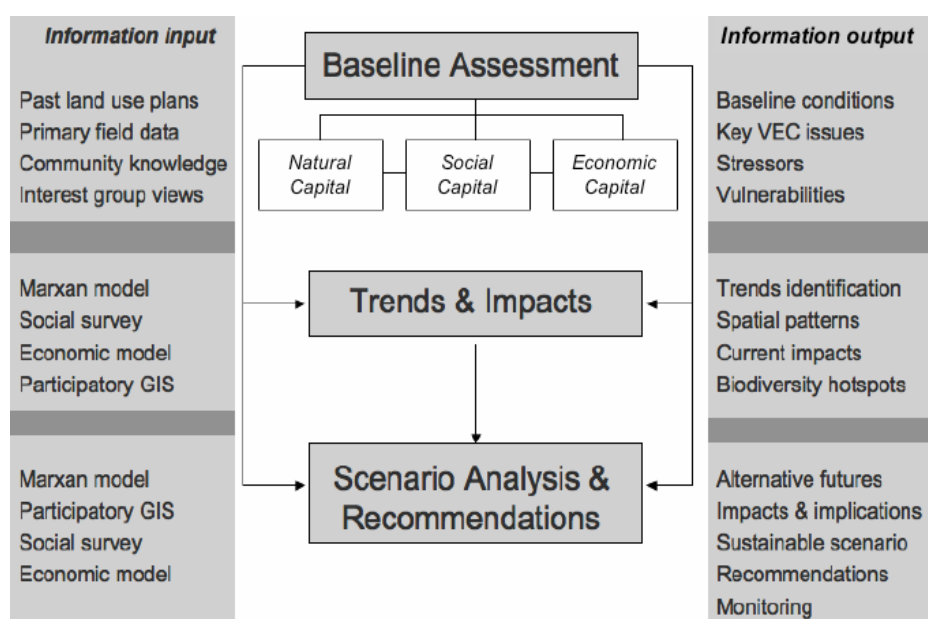 Information input
Past land use plans
Primary field data
Community knowledge
Interest group views
Marxan model
Social survey
Economic model
Participatory GIS
Marxan model
Participatory GIS
Social survey
Economic model
Baseline Assessment
Natural
Capital
Social
Capital
Economic
Capital
Trends & Impacts
Scenario Analysis &
Recommendations
Information output
Baseline conditions
Key VEC issues
Stressors
Vulnerabilities
Trends identification
Spatial patterns
Current impacts
Biodiversity hotspots
Alternative futures
Impacts & implications
Sustainable scenario
Recommendations
Monitoring